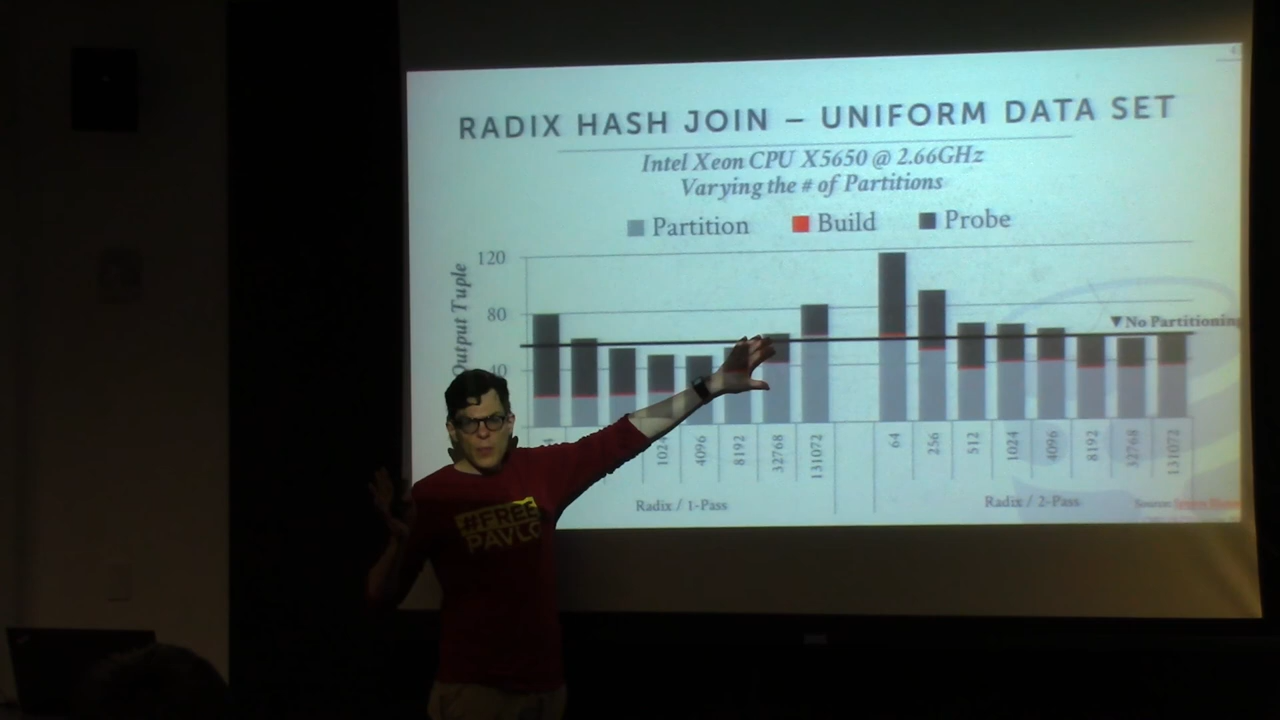 RADIX HASH JOIN – UNIFORM DATA SET
Intel Xeon CPU X5650 @ 2.66GHz
Varying the # of Partitions
Partition Build Probe
Output Tuple
120
80
40
▼No Partitioning
1024 4096 8192 32768 131072
64 256 512 1024 4096 8192 32768 131072
Radix / 1-Pass
Radix / 2-Pass
Source:
#FREE
PAVLO